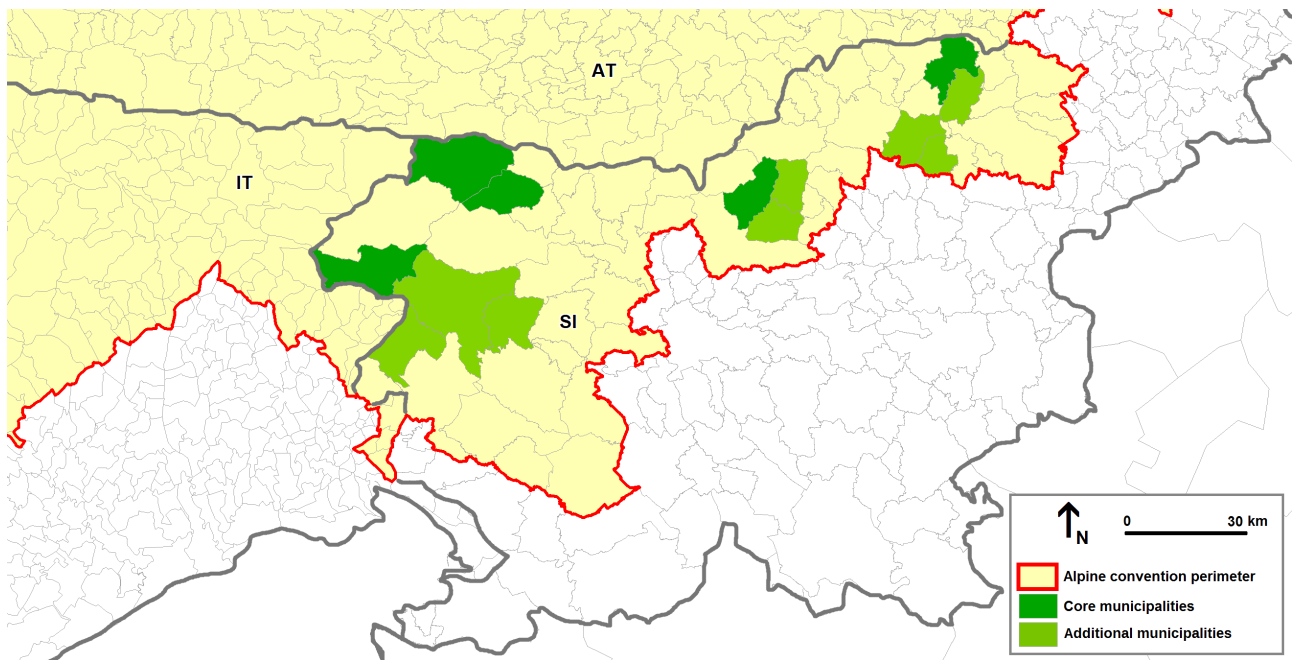 AT
IT
SI
N
0 30 km
Alpine convention perimeter
Core municipalities
Additional municipalities